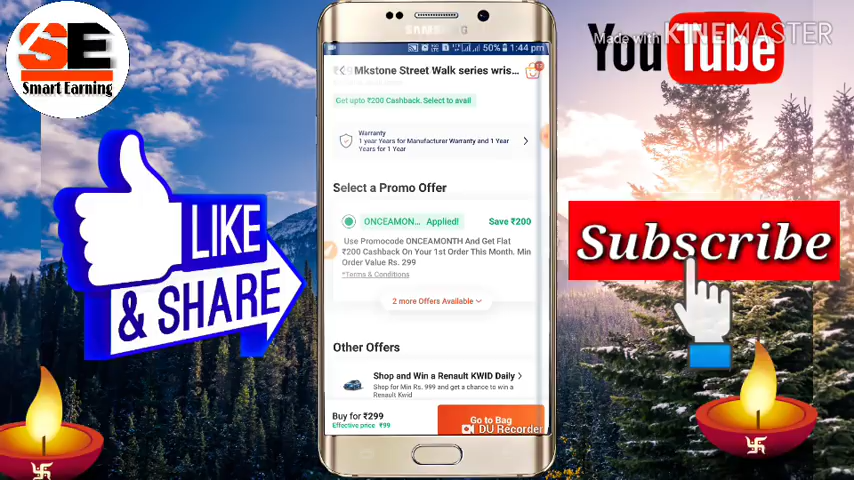 SE
Smart Earning
LIKE
& SHARE
50% 1:44 pm
Mkstone Street Walk series wris...
Get upto ₹200 Cashback. Select to avail
Warranty
1 year Years for Manufacturer Warranty and 1 Year
Years for 1 Year
Select a Promo Offer
ONCEAMON... Applied!
Save ₹200
Use Promocode ONCEAMONTH And Get Flat
₹200 Cashback On Your 1st Order This Month. Min
Order Value Rs. 299
*Terms & Conditions
2 more Offers Available
Other Offers
Shop and Win a Renault KWID Daily
Shop for Min Rs. 999 and get a chance to win a
Renault Kwid
Buy for ₹299
Effective price ₹99
Go to Bag
DU Recorder
Made with KINEMASTER
YouTube
Subscribe